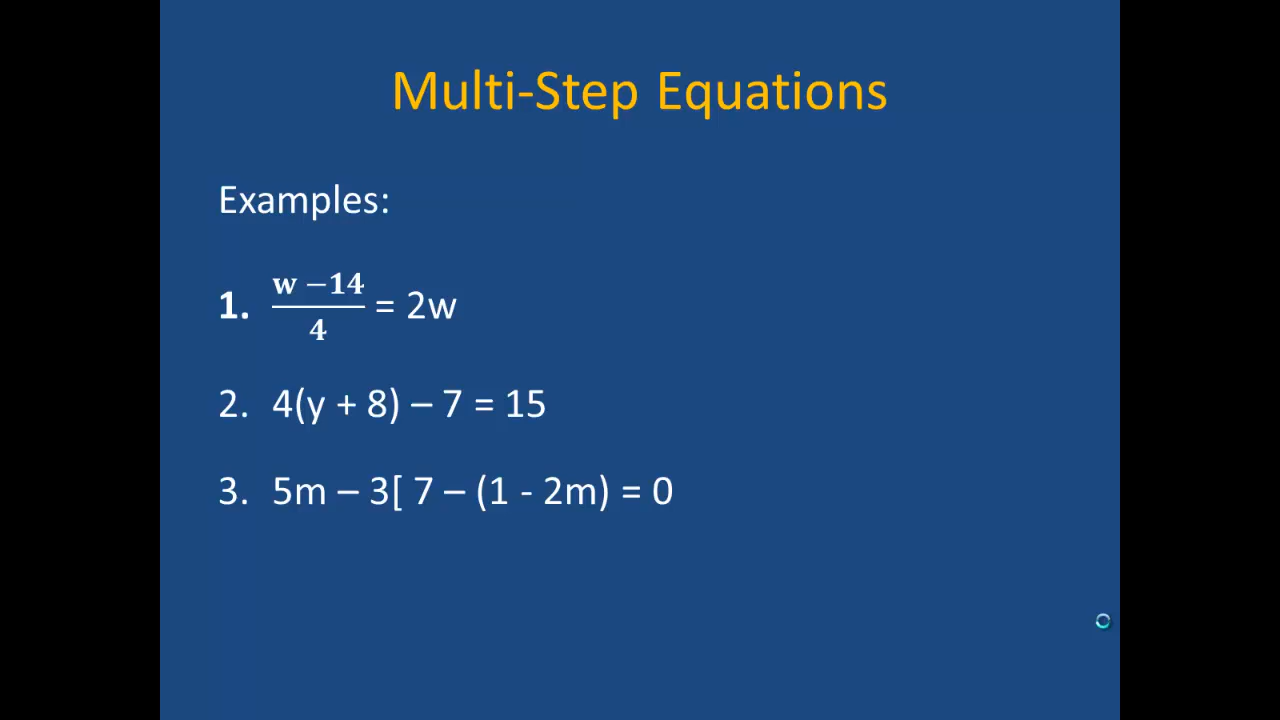 Multi-Step Equations
Examples:
1. w −14 / 4 = 2w
2. 4(y + 8) – 7 = 15
3. 5m – 3[ 7 – (1 - 2m) = 0